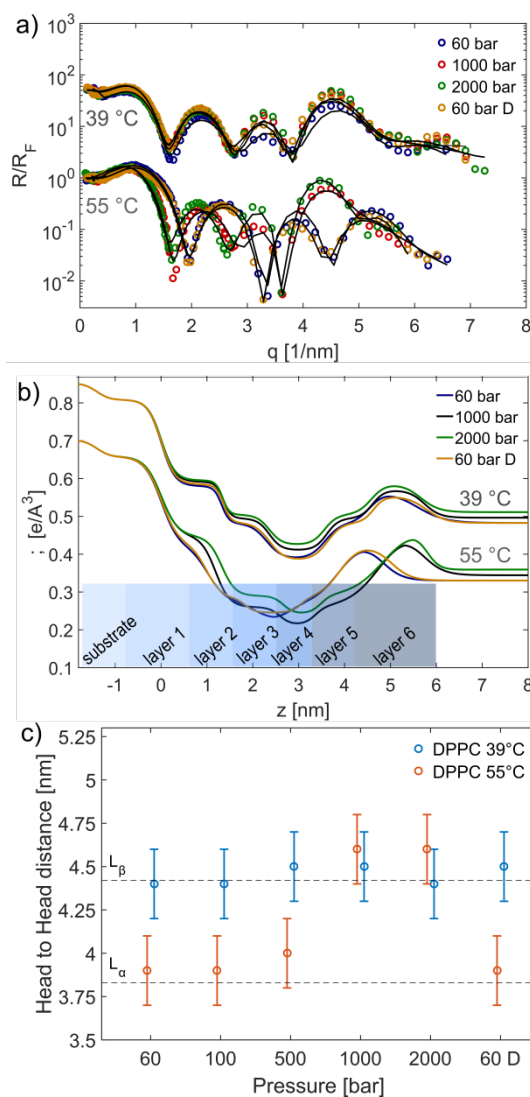 a)
R/R_F
10³
10²
10¹
10⁰
10⁻¹
10⁻²
60 bar
1000 bar
2000 bar
60 bar D
39 °C
55 °C
0 1 2 3 4 5 6 7 8
q [1/nm]
b)
; [e/A³]
0.8
0.7
0.6
0.5
0.4
0.3
0.2
0.1
60 bar
1000 bar
2000 bar
60 bar D
39 °C
55 °C
substrate layer 1 layer 2 layer 3 layer 4 layer 5 layer 6
-1 0 1 2 3 4 5 6 7 8
z [nm]
c)
Head to Head distance [nm]
5.25
5
4.75
4.5
4.25
4
3.75
3.5
DPPC 39°C
DPPC 55°C
L_β
L_α
60 100 500 1000 2000 60 D
Pressure [bar]